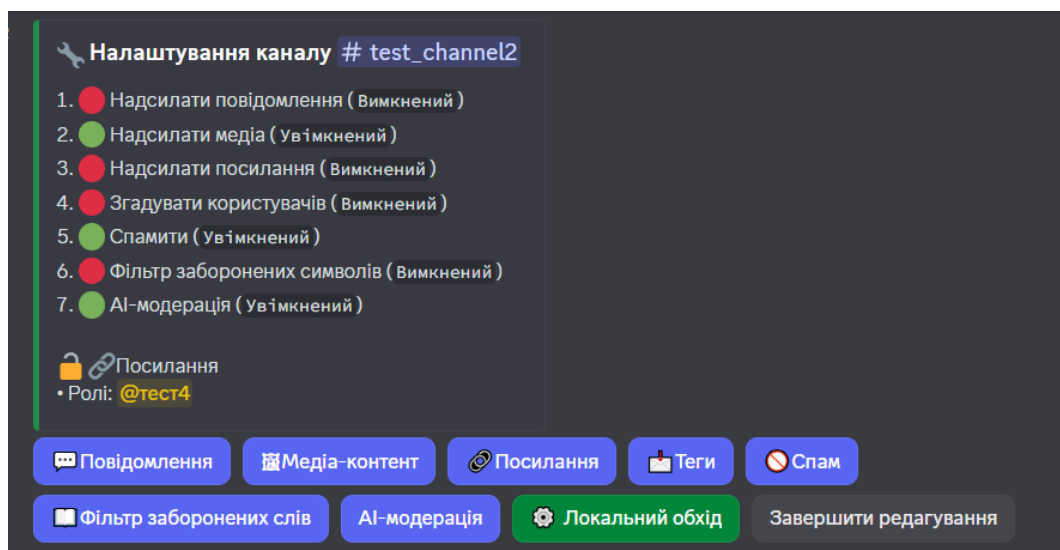 Налаштування каналу # test_channel2
1. Надсилати повідомлення ( Вимкнений )
2. Надсилати медіа ( Увімкнений )
3. Надсилати посилання ( Вимкнений )
4. Згадувати користувачів ( Вимкнений )
5. Спамити ( Увімкнений )
6. Фільтр заборонених символів ( Вимкнений )
7. AI-модерація ( Увімкнений )
Посилання
• Ролі: @тест4
Повідомлення Медіа-контент Посилання Теги Спам
Фільтр заборонених слів AI-модерація Локальний обхід Завершити редагування